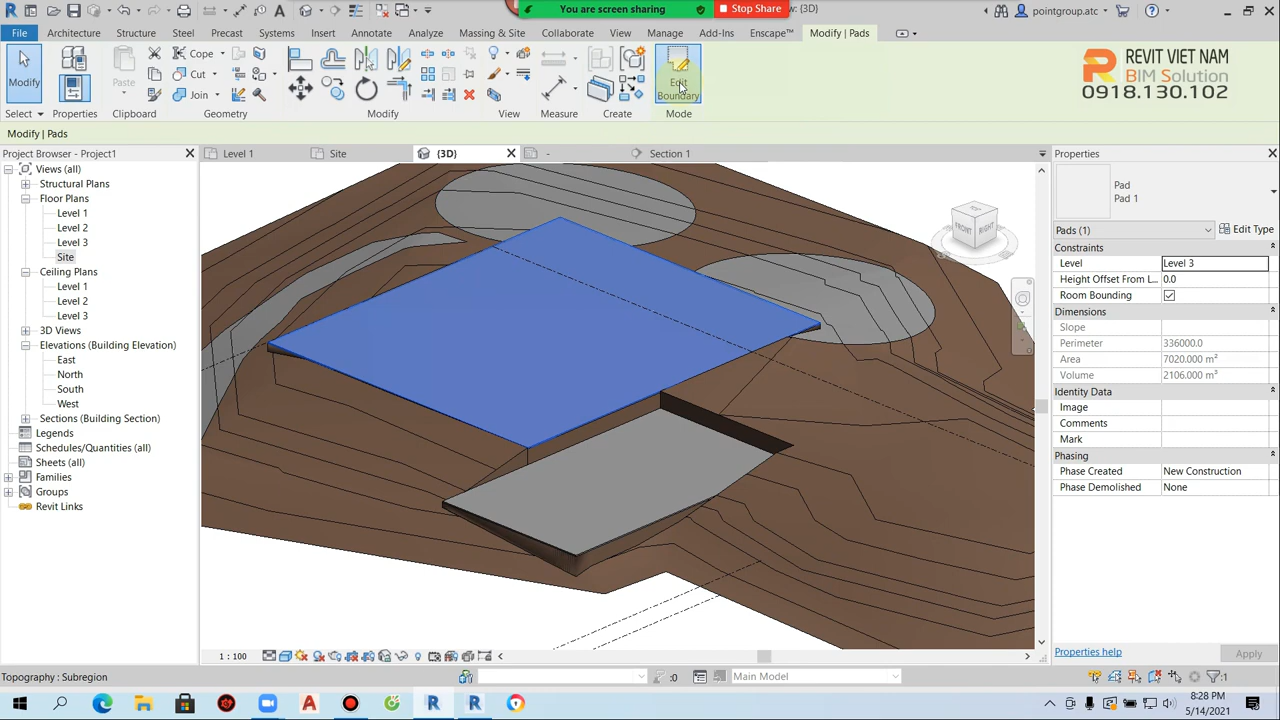 You are screen sharing
Stop Share
w: {3D}
pointgroup.atc
File
Architecture
Structure
Steel
Precast
Systems
Insert
Annotate
Analyze
Massing & Site
Collaborate
View
Manage
Add-Ins
Enscape™
Modify | Pads
Modify
Paste
Cope
Cut
Join
Edit
Boundary
Select
Properties
Clipboard
Geometry
Modify
View
Measure
Create
Mode
REVIT VIET NAM
BIM Solution
0918.130.102
Modify | Pads
Project Browser - Project1
Level 1
Site
{3D}
-
Section 1
Properties
Views (all)
Structural Plans
Floor Plans
Level 1
Level 2
Level 3
Site
Ceiling Plans
Level 1
Level 2
Level 3
3D Views
Elevations (Building Elevation)
East
North
South
West
Sections (Building Section)
Legends
Schedules/Quantities (all)
Sheets (all)
Families
Groups
Revit Links
FRONT
RIGHT
Pad
Pad 1
Pads (1)
Edit Type
Constraints
Level
Level 3
Height Offset From L...
0.0
Room Bounding
Dimensions
Slope
Perimeter
336000.0
Area
7020.000 m²
Volume
2106.000 m³
Identity Data
Image
Comments
Mark
Phasing
Phase Created
New Construction
Phase Demolished
None
Properties help
Apply
1 : 100
Topography : Subregion
:0
Main Model
:1
8:28 PM
5/14/2021